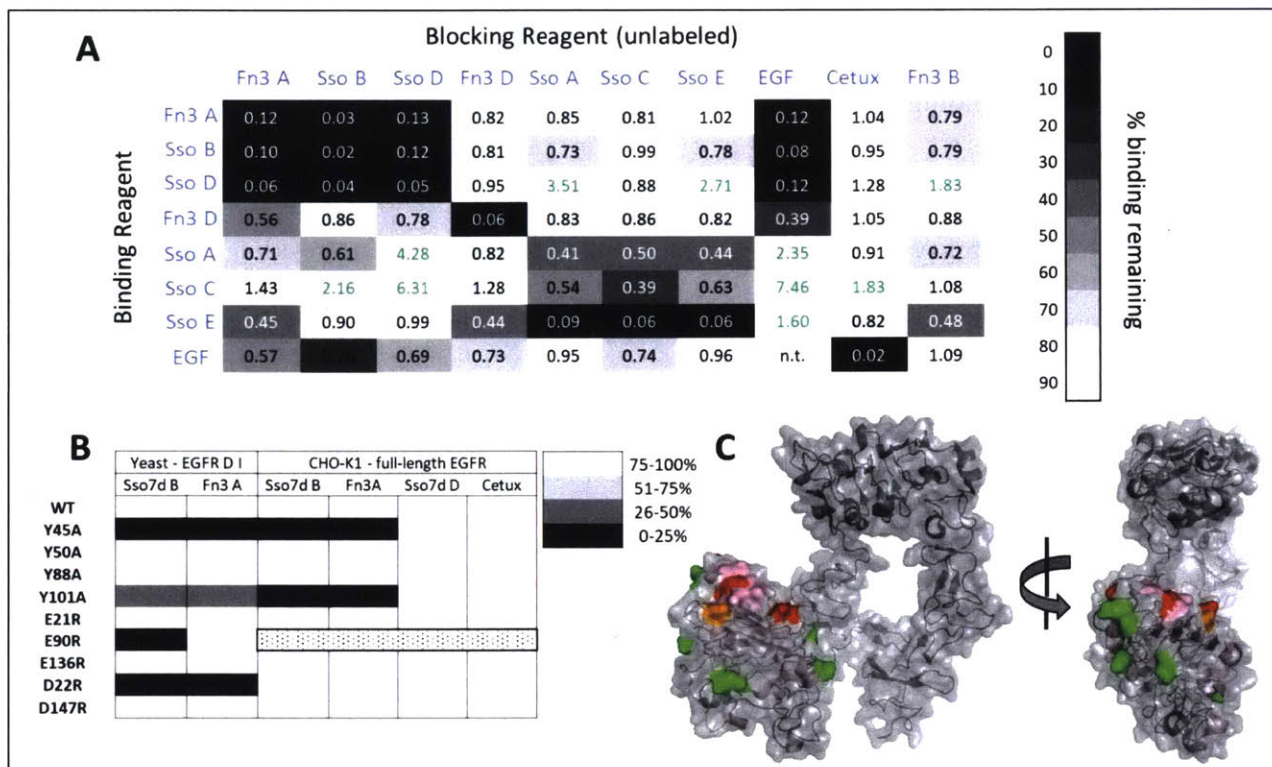 A
Blocking Reagent (unlabeled)
Fn3 A Sso B Sso D Fn3 D Sso A Sso C Sso E EGF Cetux Fn3 B
Binding Reagent
Fn3 A 0.12 0.03 0.13 0.82 0.85 0.81 1.02 0.12 1.04 0.79
Sso B 0.10 0.02 0.12 0.81 0.73 0.99 0.78 0.08 0.95 0.79
Sso D 0.06 0.04 0.05 0.95 3.51 0.88 2.71 0.12 1.28 1.83
Fn3 D 0.56 0.86 0.78 0.06 0.83 0.86 0.82 0.39 1.05 0.88
Sso A 0.71 0.61 4.28 0.82 0.41 0.50 0.44 2.35 0.91 0.72
Sso C 1.43 2.16 6.31 1.28 0.54 0.39 0.63 7.46 1.83 1.08
Sso E 0.45 0.90 0.99 0.44 0.09 0.06 0.06 1.60 0.82 0.48
EGF 0.57 0.69 0.73 0.95 0.74 0.96 n.t. 0.02 1.09
0
10
20
30
40
50
60
70
80
90
% binding remaining
B
Yeast - EGFR D I CHO-K1 - full-length EGFR
Sso7d B Fn3 A Sso7d B Fn3A Sso7d D Cetux
WT
Y45A
Y50A
Y88A
Y101A
E21R
E90R
E136R
D22R
D147R
75-100%
51-75%
26-50%
0-25%
C